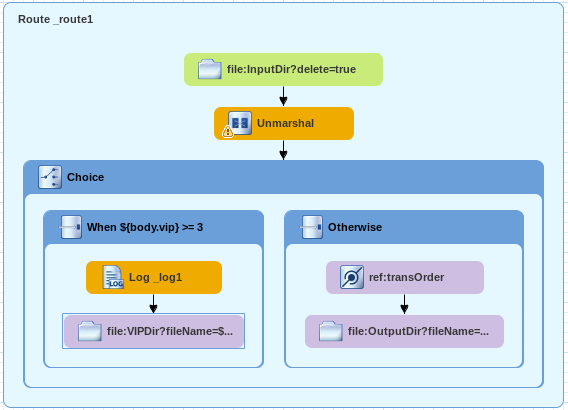 Route _route1
file:InputDir?delete=true
Unmarshal
Choice
When ${body.vip} >= 3
Otherwise
LOG
Log _log1
ref:transOrder
file:VIPDir?fileName=$...
file:OutputDir?fileName=...